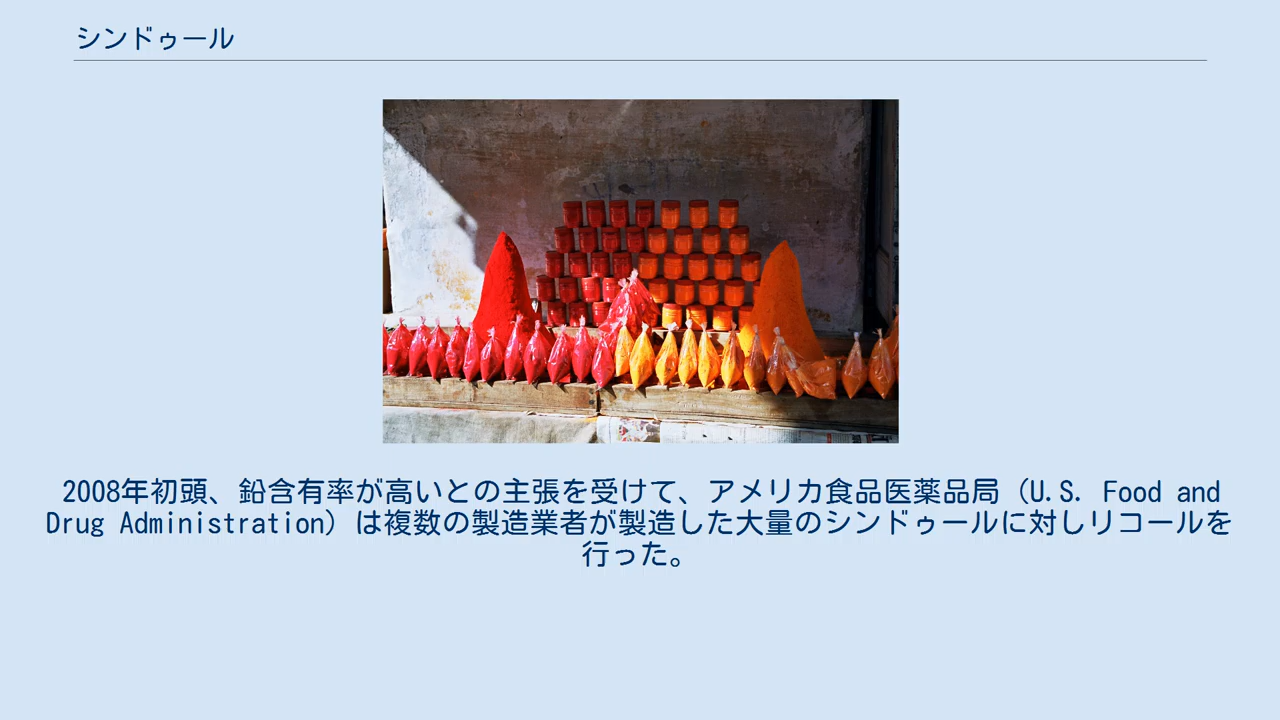 シンドゥール
2008年初頭、鉛含有率が高いとの主張を受けて、アメリカ食品医薬品局（U.S. Food and
Drug Administration）は複数の製造業者が製造した大量のシンドゥールに対しリコールを
行った。